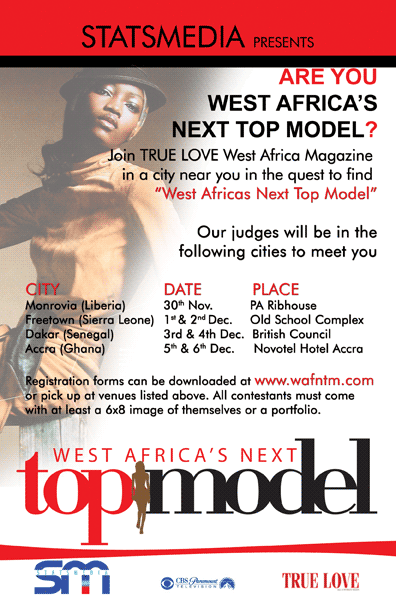 STATSMEDIA PRESENTS
ARE YOU
WEST AFRICA'S
NEXT TOP MODEL?
Join TRUE LOVE West Africa Magazine
in a city near you in the quest to find
“West Africas Next Top Model”
Our judges will be in the
following cities to meet you
CITY DATE PLACE
Monrovia (Liberia) 30th Nov. PA Ribhouse
Freetown (Sierra Leone) 1st & 2nd Dec. Old School Complex
Dakar (Senegal) 3rd & 4th Dec. British Council
Accra (Ghana) 5th & 6th Dec. Novotel Hotel Accra
Registration forms can be downloaded at www.wafntm.com
or pick up at venues listed above. All contestants must come
with at least a 6x8 image of themselves or a portfolio.
WEST AFRICA'S NEXT
top model
STATSMEDIA
sm CBS Paramount TRUE LOVE
TELEVISION